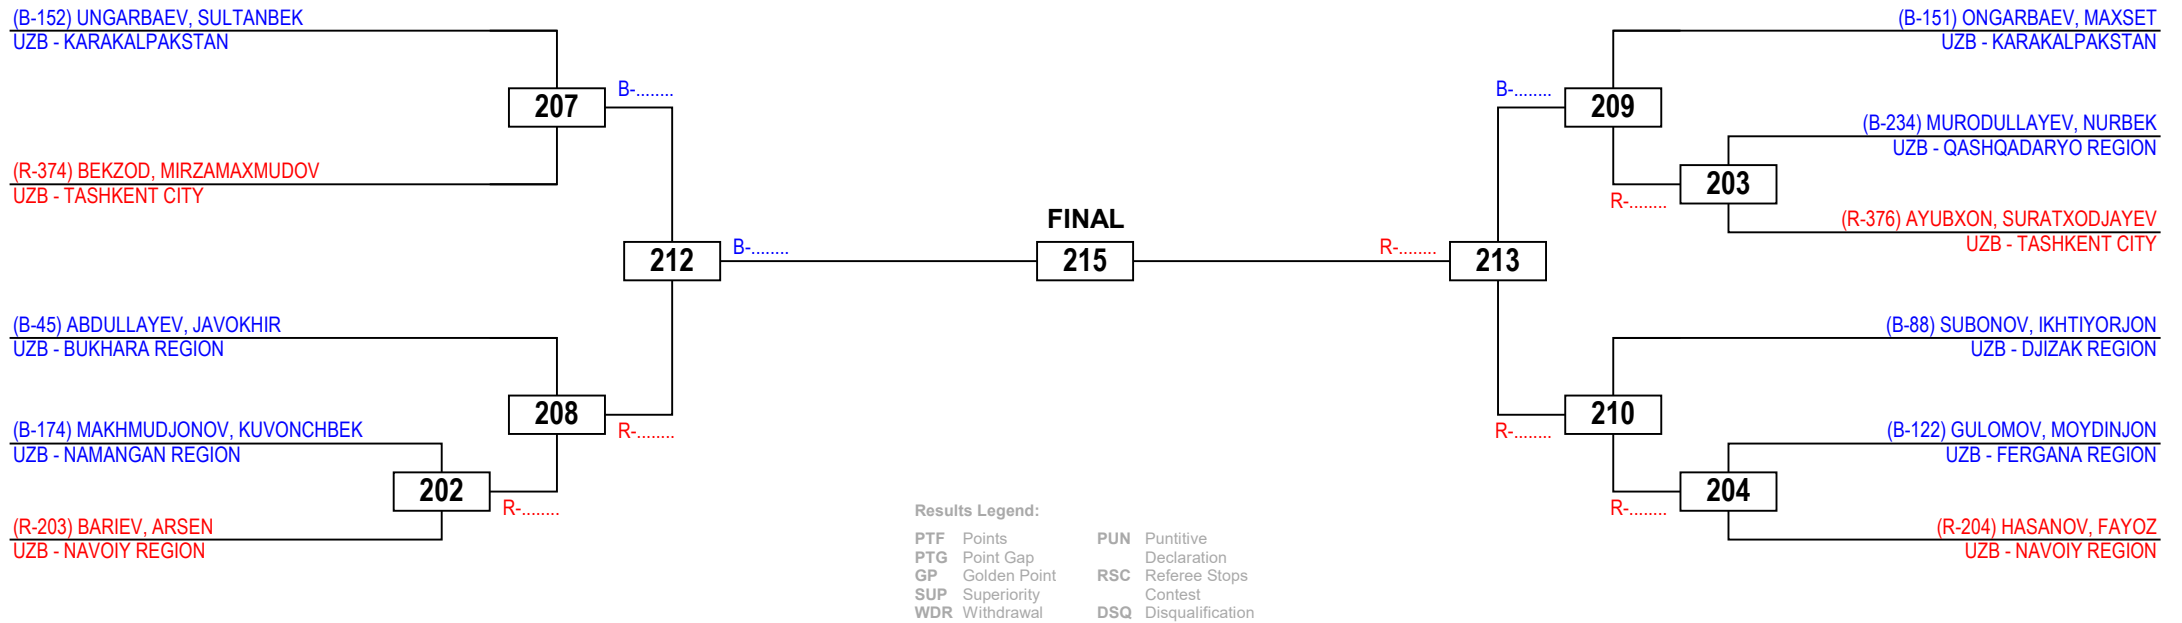 (B-152) UNGARBAEV, SULTANBEK
UZB - KARAKALPAKSTAN
207
B-........
(R-374) BEKZOD, MIRZAMAXMUDOV
UZB - TASHKENT CITY
212
B-........
(B-45) ABDULLAYEV, JAVOKHIR
UZB - BUKHARA REGION
208
R-........
(B-174) MAKHMUDJONOV, KUVONCHBEK
UZB - NAMANGAN REGION
202
R-........
(R-203) BARIEV, ARSEN
UZB - NAVOIY REGION
FINAL
215
(B-151) ONGARBAEV, MAXSET
UZB - KARAKALPAKSTAN
B-........
209
(B-234) MURODULLAYEV, NURBEK
UZB - QASHQADARYO REGION
203
R-........
(R-376) AYUBXON, SURATXODJAYEV
UZB - TASHKENT CITY
R-........
213
(B-88) SUBONOV, IKHTIYORJON
UZB - DJIZAK REGION
210
R-........
(B-122) GULOMOV, MOYDINJON
UZB - FERGANA REGION
204
R-........
(R-204) HASANOV, FAYOZ
UZB - NAVOIY REGION
Results Legend:
PTF Points
PTG Point Gap
GP Golden Point
SUP Superiority
WDR Withdrawal
PUN Puntitive
Declaration
RSC Referee Stops
Contest
DSQ Disqualification